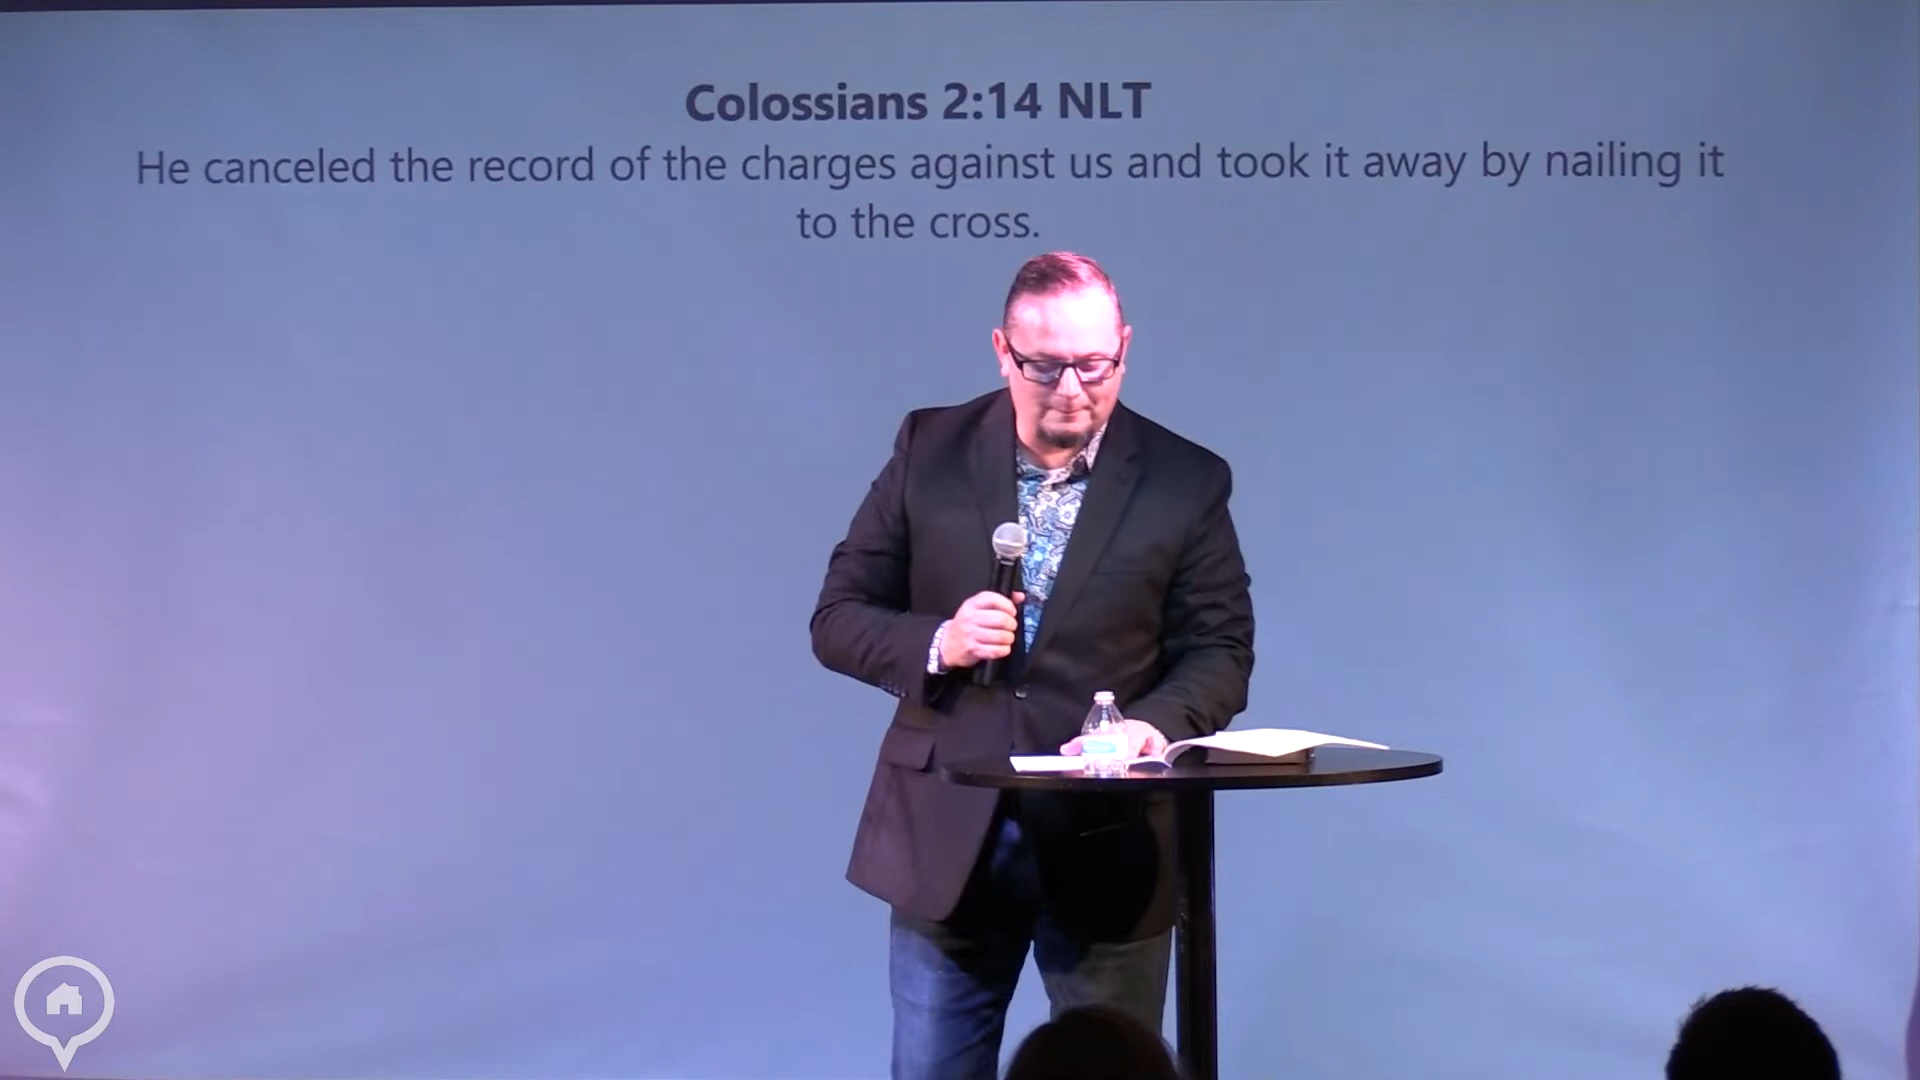 Colossians 2:14 NLT
He canceled the record of the charges against us and took it away by nailing it
to the cross.